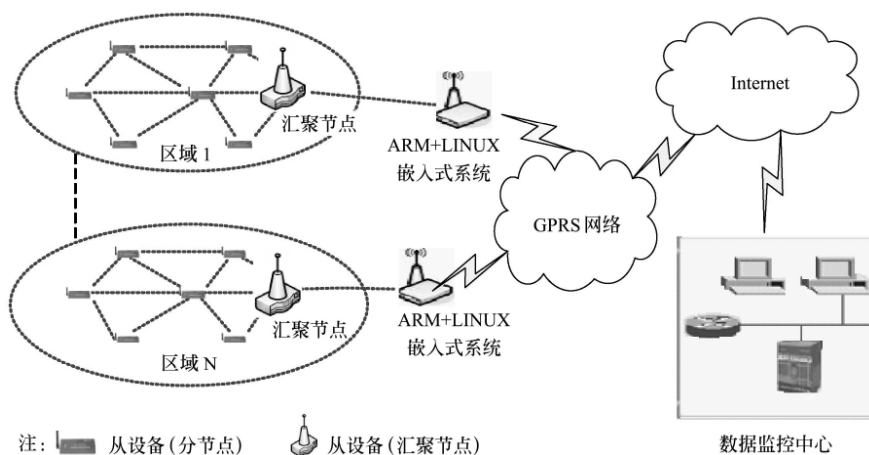 汇聚节点
区域 1
ARM+LINUX
嵌入式系统
Internet
GPRS 网络
汇聚节点
区域 N
ARM+LINUX
嵌入式系统
注: 从设备(分节点) 从设备(汇聚节点)
数据监控中心